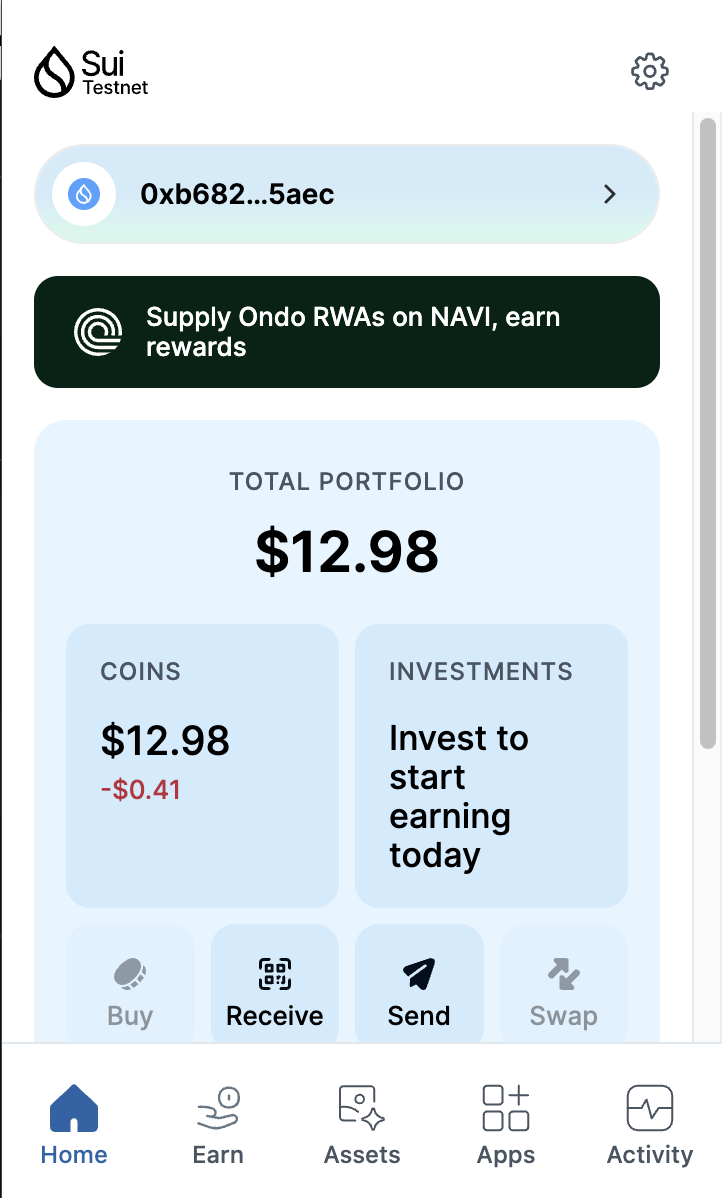 Sui
Testnet
0xb682...5aec
Supply Ondo RWAs on NAVI, earn
rewards
TOTAL PORTFOLIO
$12.98
COINS
$12.98
-$0.41
INVESTMENTS
Invest to
start
earning
today
Buy
Receive
Send
Swap
Home
Earn
Assets
Apps
Activity